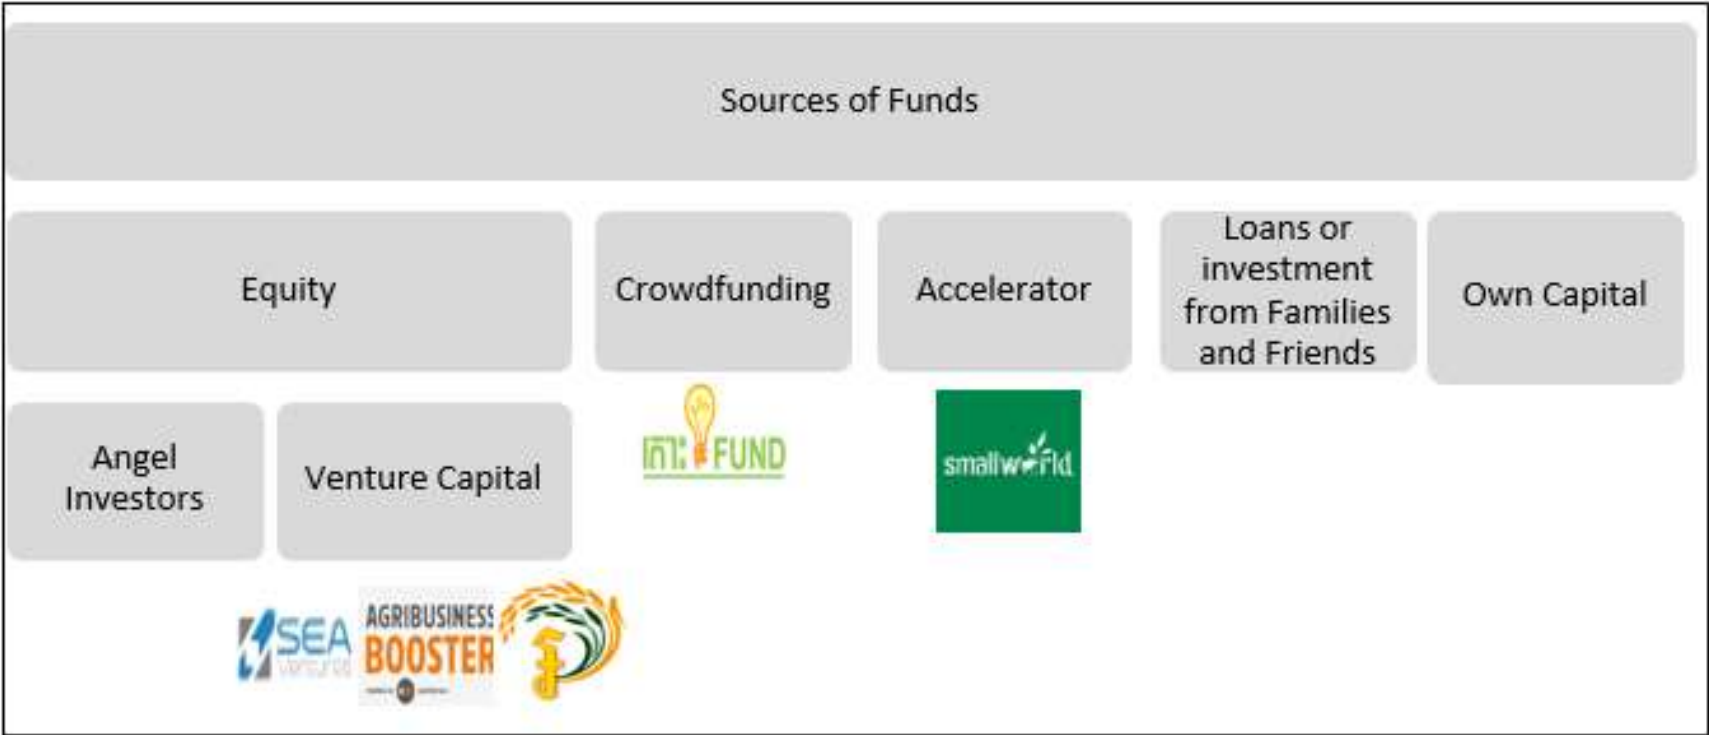 Sources of Funds
Equity
Crowdfunding
Accelerator
Loans or
investment
from Families
and Friends
Own Capital
Angel
Investors
Venture Capital
FUND
smallworld
SEA
ventures
AGRIBUSINESS
BOOSTER